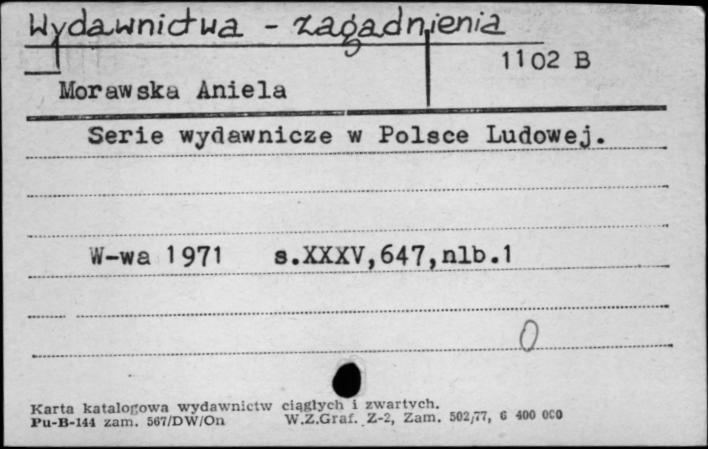 Wydawnictwa - zagadnienia
1102 B
Morawska Aniela
Serie wydawnicze w Polsce Ludowej.
W-wa 1971 s.XXXV,647,nlb.1
0
Karta katalogowa wydawnictw ciągłych i zwartych.
Pu-B-144 zam. 567/DW/On W.Z.Graf. Z-2, Zam. 502/77, 6 400 000